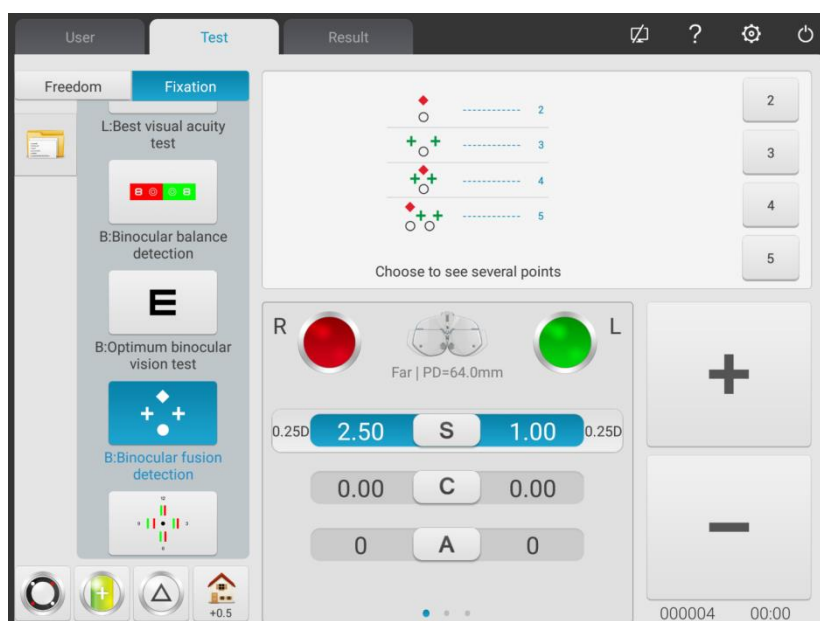 User Test Result ?
Freedom Fixation
L:Best visual acuity
test
B B
B:Binocular balance
detection
E
B:Optimum binocular
vision test
B:Binocular fusion
detection
+0.5
------------ 2
------------ 3
------------ 4
------------ 5
Choose to see several points
2
3
4
5
R L
Far | PD=64.0mm
0.25D 2.50 S 1.00 0.25D
0.00 C 0.00
0 A 0
+
−
000004 00:00